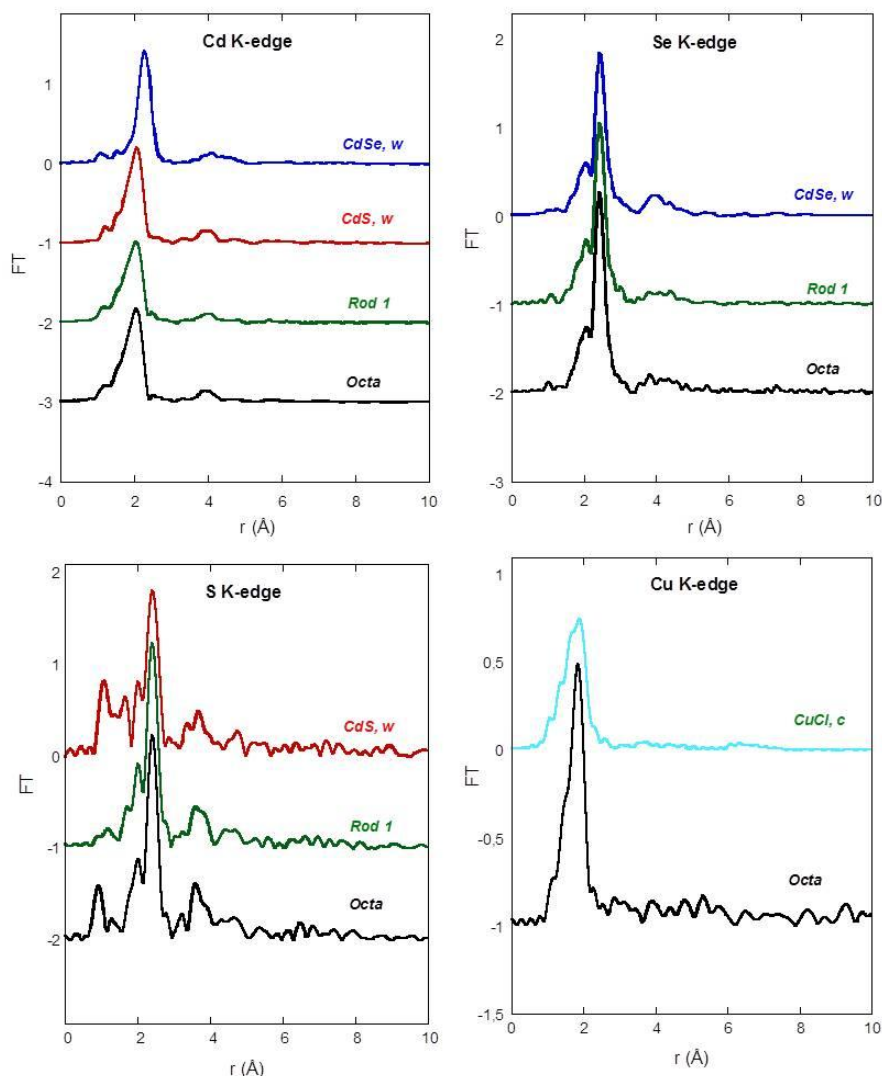 Cd K-edge
1
0
-1
-2
-3
-4
FT
CdSe, w
CdS, w
Rod 1
Octa
0 2 4 6 8 10
r (Å)
Se K-edge
2
1
0
-1
-2
-3
FT
CdSe, w
Rod 1
Octa
0 2 4 6 8 10
r (Å)
S K-edge
2
1
0
-1
-2
FT
CdS, w
Rod 1
Octa
0 2 4 6 8 10
r (Å)
Cu K-edge
1
0,5
0
-0,5
-1
-1,5
FT
CuCl, c
Octa
0 2 4 6 8 10
r (Å)